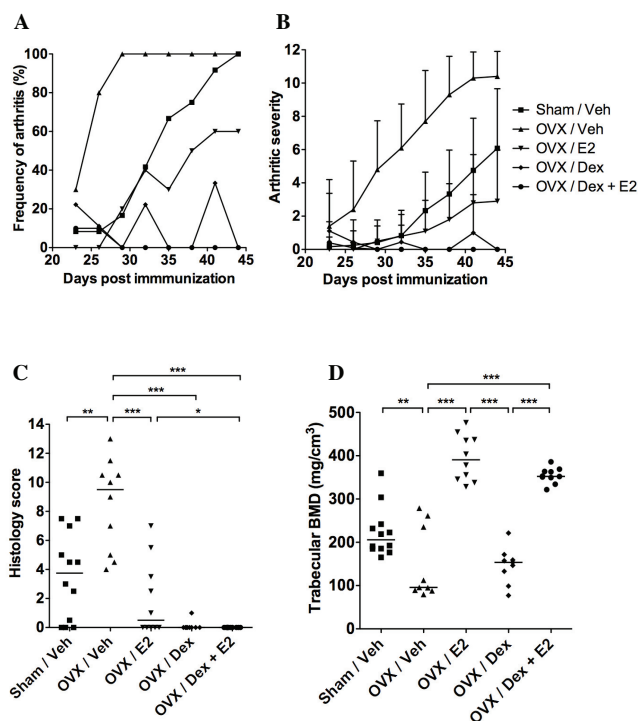 A
B
Frequency of arthritis (%)
100
80
60
40
20
0
20 25 30 35 40 45
Days post immmunization
Arthritic severity
12
10
8
6
4
2
0
20 25 30 35 40 45
Days post immunization
Sham / Veh
OVX / Veh
OVX / E2
OVX / Dex
OVX / Dex + E2
C
D
***
***
** *** *
Histology score
14
12
10
8
6
4
2
0
Sham / Veh
OVX / Veh
OVX / E2
OVX / Dex
OVX / Dex + E2
***
** *** *** ***
Trabecular BMD (mg/cm³)
400
300
200
100
0
500
Sham / Veh
OVX / Veh
OVX / E2
OVX / Dex
OVX / Dex + E2